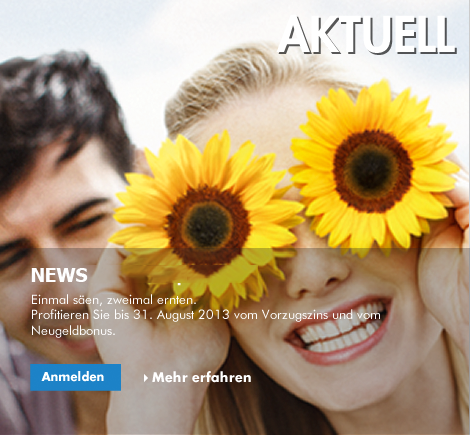 AKTUELL
NEWS
Einmal säen, zweimal ernten.
Profitieren Sie bis 31. August 2013 vom Vorzugszins und vom
Neugeldbonus.
Anmelden
Mehr erfahren